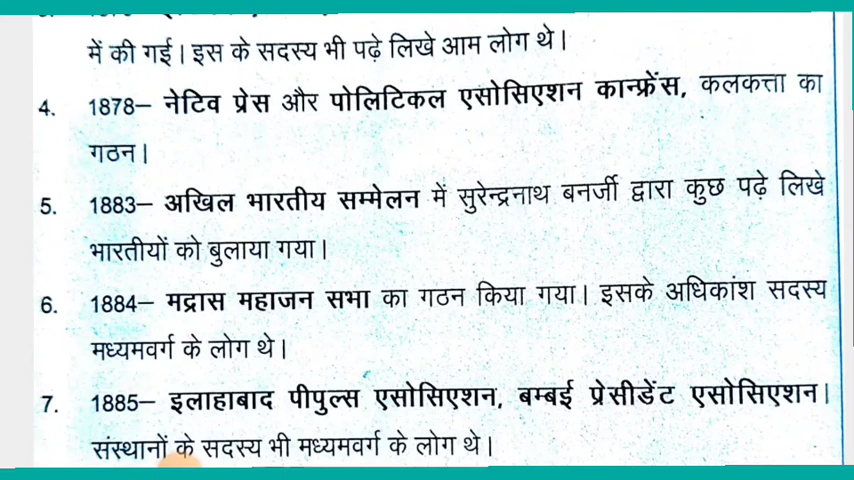 में की गई। इस के सदस्य भी पढ़े लिखे आम लोग थे।
4. 1878– नेटिव प्रेस और पोलिटिकल एसोसिएशन कान्फ्रेंस, कलकत्ता का
गठन।
5. 1883– अखिल भारतीय सम्मेलन में सुरेन्द्रनाथ बनर्जी द्वारा कुछ पढ़े लिखे
भारतीयों को बुलाया गया।
6. 1884– मद्रास महाजन सभा का गठन किया गया। इसके अधिकांश सदस्य
मध्यमवर्ग के लोग थे।
7. 1885– इलाहाबाद पीपुल्स एसोसिएशन, बम्बई प्रेसीडेंट एसोसिएशन।
संस्थानों के सदस्य भी मध्यमवर्ग के लोग थे।